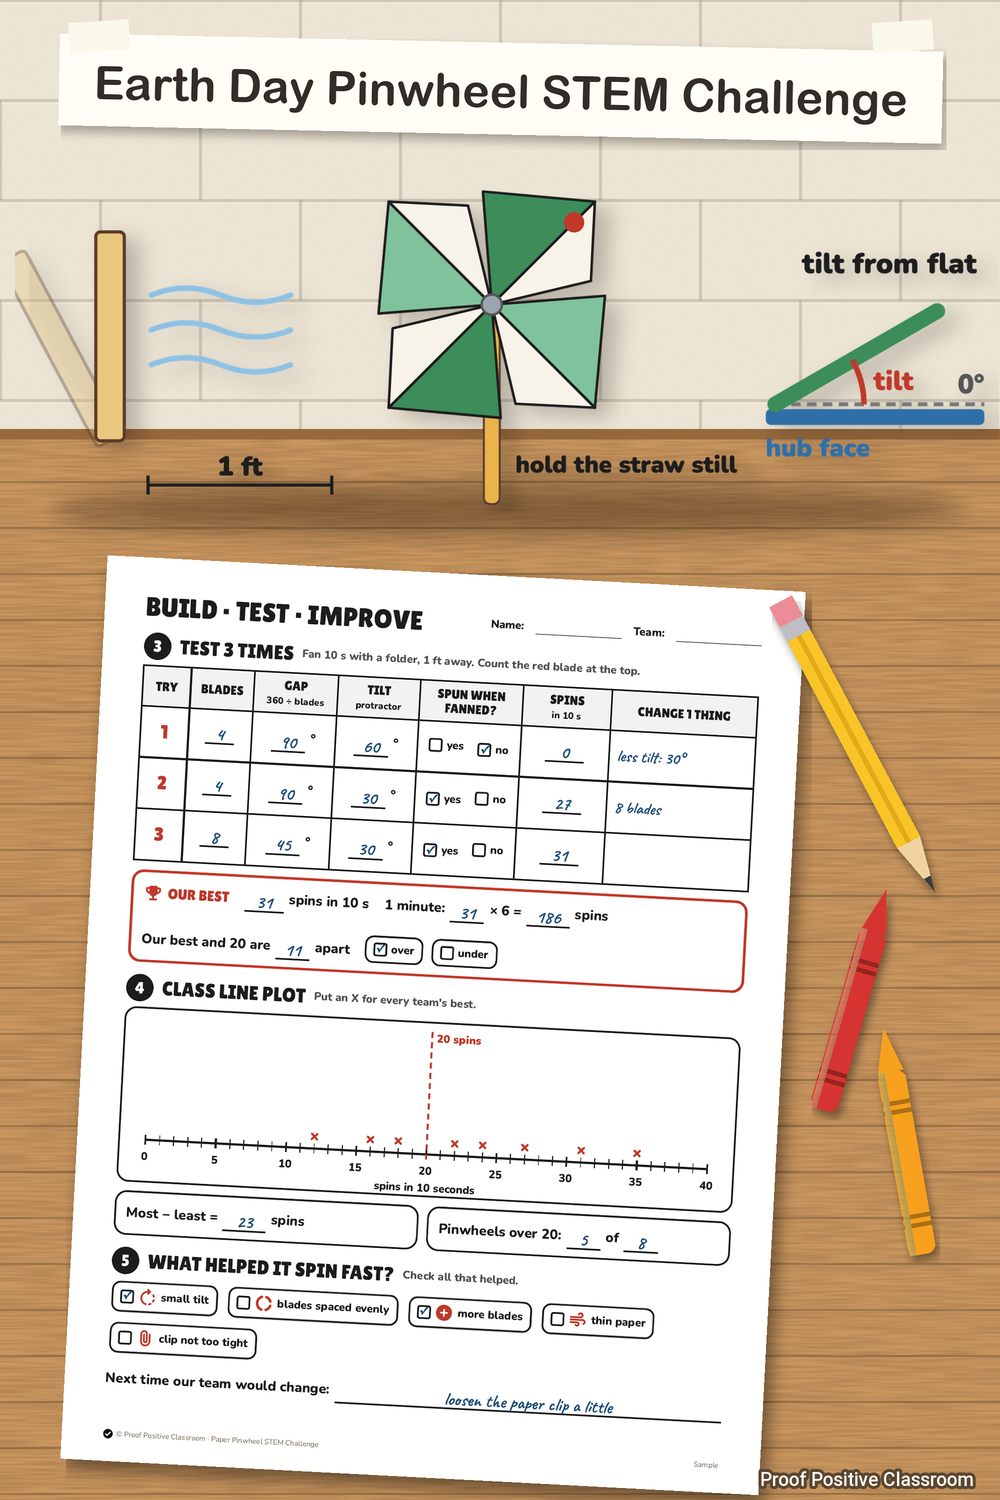 Earth Day Pinwheel STEM Challenge
tilt from flat
tilt
0°
hub face
1 ft
hold the straw still
BUILD · TEST · IMPROVE
Name: ________ Team: ________
3 TEST 3 TIMES Fan 10 s with a folder, 1 ft away. Count the red blade at the top.
TRY BLADES GAP 360 ÷ blades TILT protractor SPUN WHEN FANNED? SPINS in 10 s CHANGE 1 THING
1 4 90° 60° yes no 0 less tilt: 30°
2 4 90° 30° yes no 27 8 blades
3 8 45° 30° yes no 31
OUR BEST 31 spins in 10 s 1 minute: 31 × 6 = 186 spins
Our best and 20 are 11 apart over under
4 CLASS LINE PLOT Put an X for every team's best.
20 spins
0 5 10 15 20 25 30 35 40
spins in 10 seconds
Most – least = 23 spins
Pinwheels over 20: 5 of 8
5 WHAT HELPED IT SPIN FAST? Check all that helped.
small tilt blades spaced evenly more blades thin paper
clip not too tight
Next time our team would change: loosen the paper clip a little
© Proof Positive Classroom · Paper Pinwheel STEM Challenge
Sample
Proof Positive Classroom